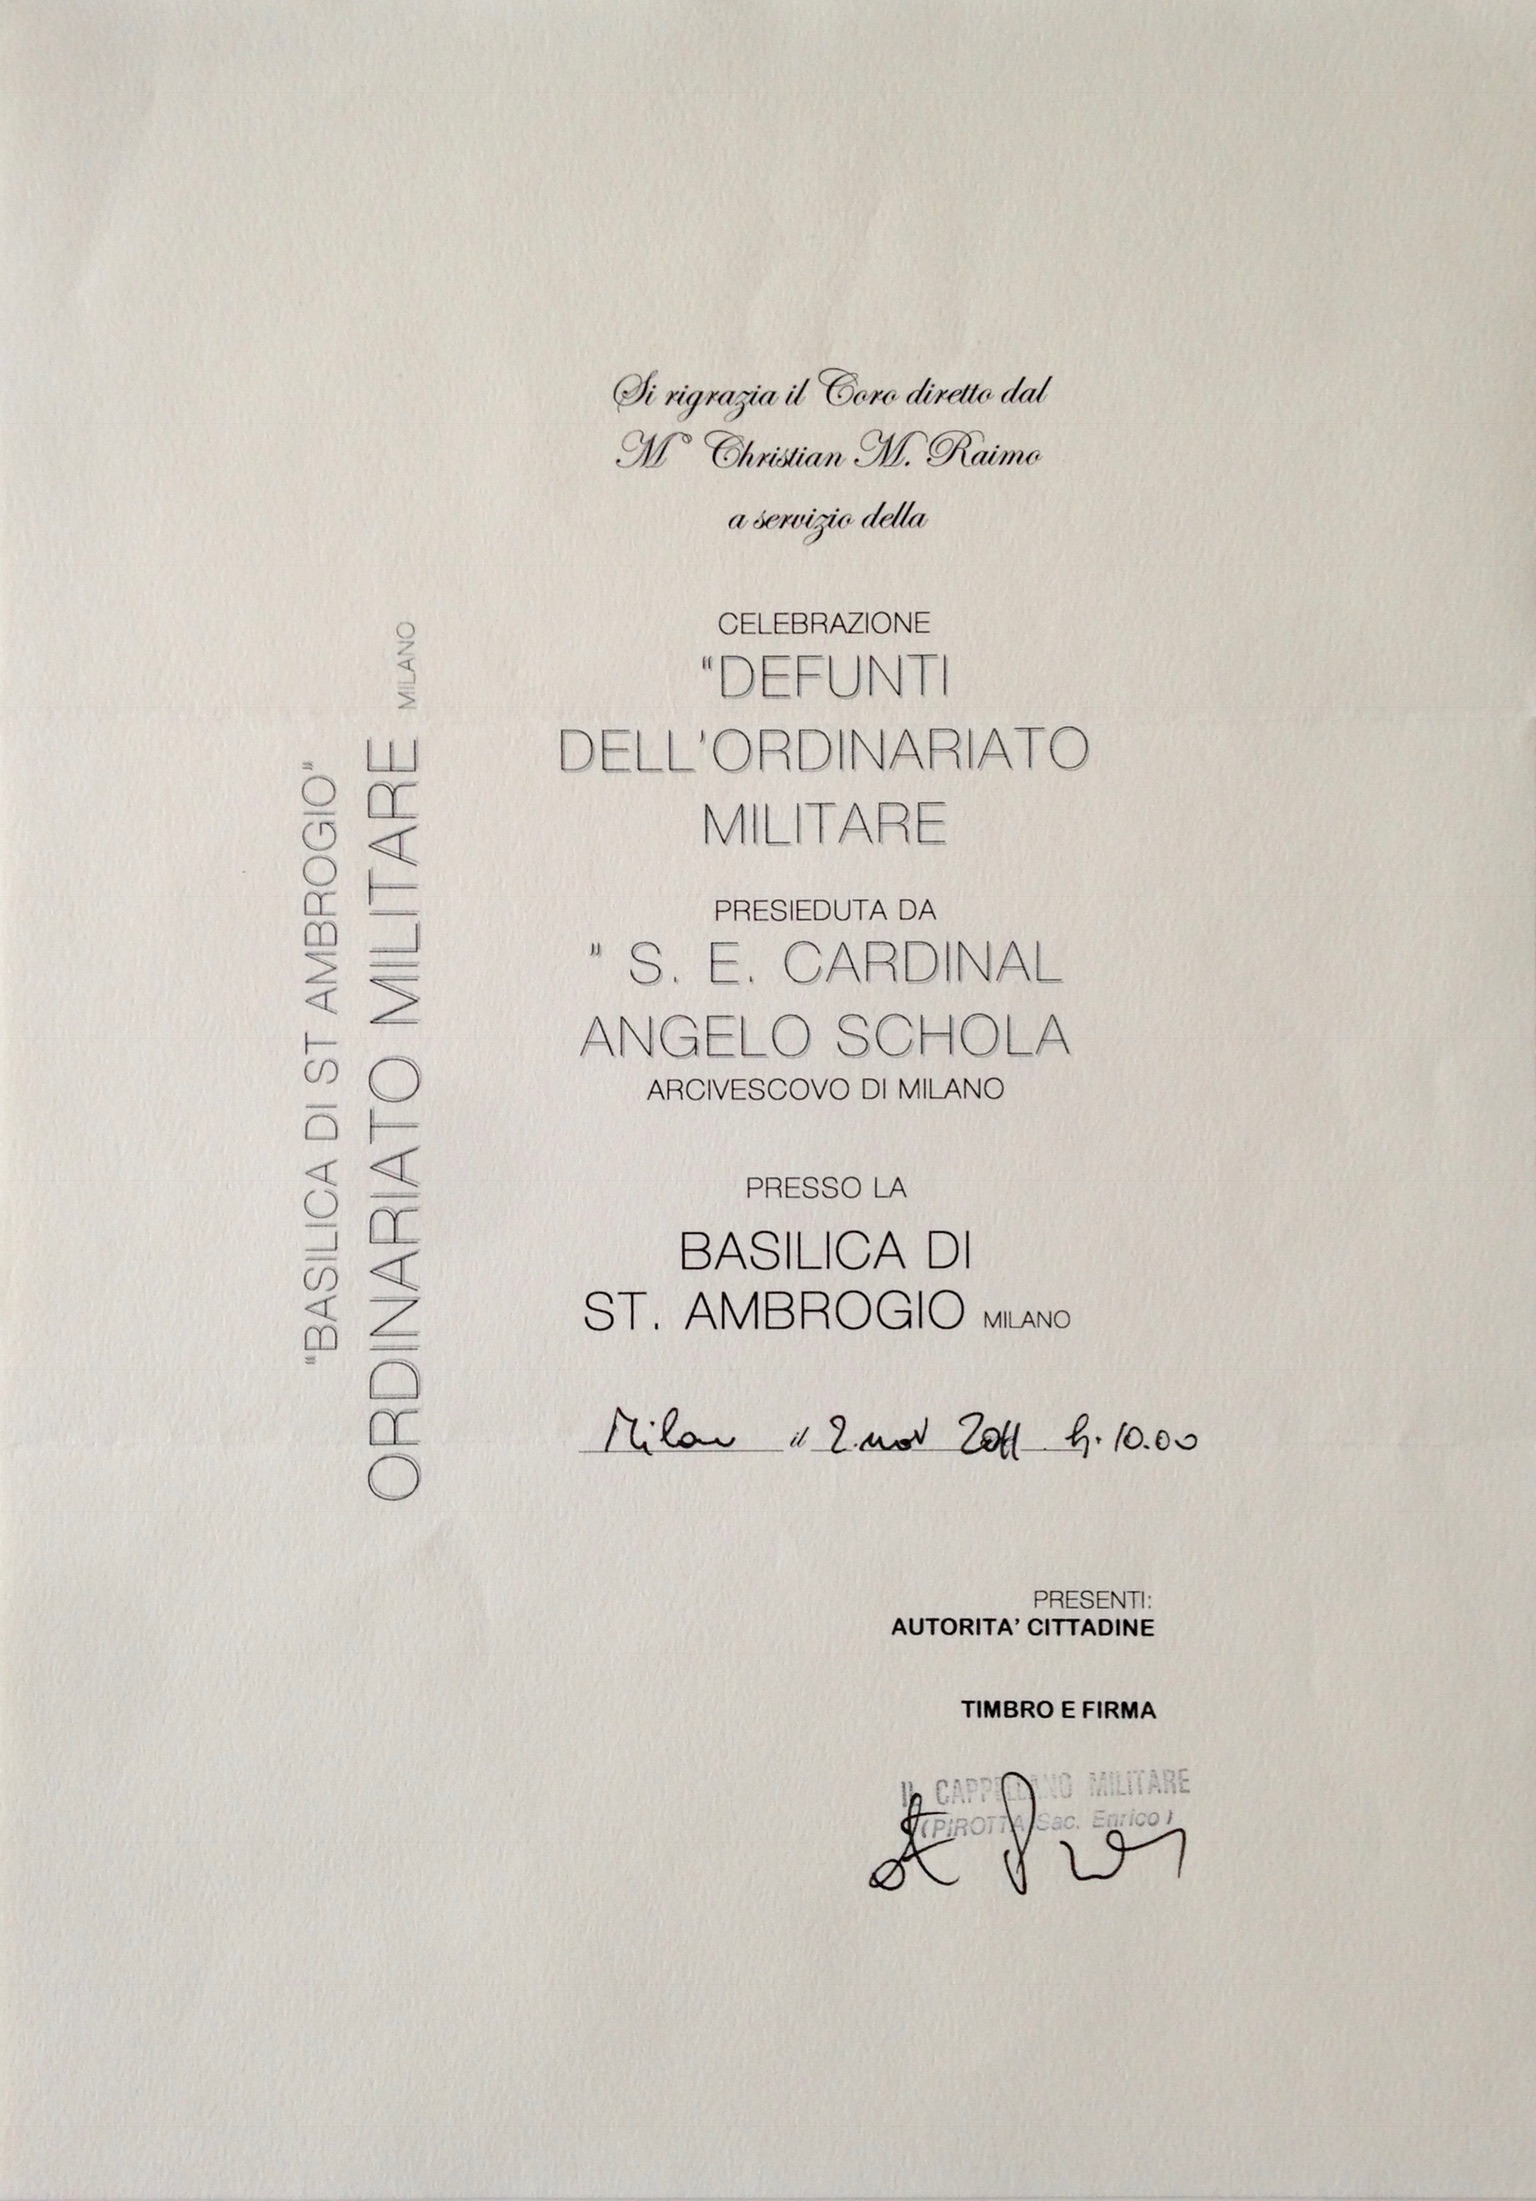 Si rigrazia il Coro diretto dal
M° Christian M. Raimo
a servizio della
CELEBRAZIONE
“DEFUNTI
DELL'ORDINARIATO
MILITARE
PRESIEDUTA DA
" S. E. CARDINAL
ANGELO SCHOLA
ARCIVESCOVO DI MILANO
PRESSO LA
BASILICA DI
ST. AMBROGIO MILANO
"BASILICA DI ST AMBROGIO"
ORDINARIATO MILITARE MILANO
Milano il 2 nov 2011 h. 10.00
PRESENTI:
AUTORITA’ CITTADINE
TIMBRO E FIRMA
IL CAPPELLANO MILITARE
(PIROTTA Sac. Enrico)